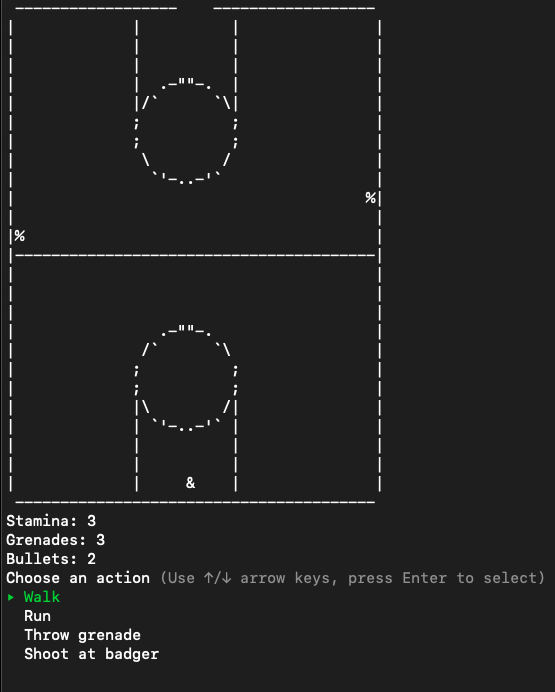 %
%
&
Stamina: 3
Grenades: 3
Bullets: 2
Choose an action (Use ↑/↓ arrow keys, press Enter to select)
▸ Walk
Run
Throw grenade
Shoot at badger